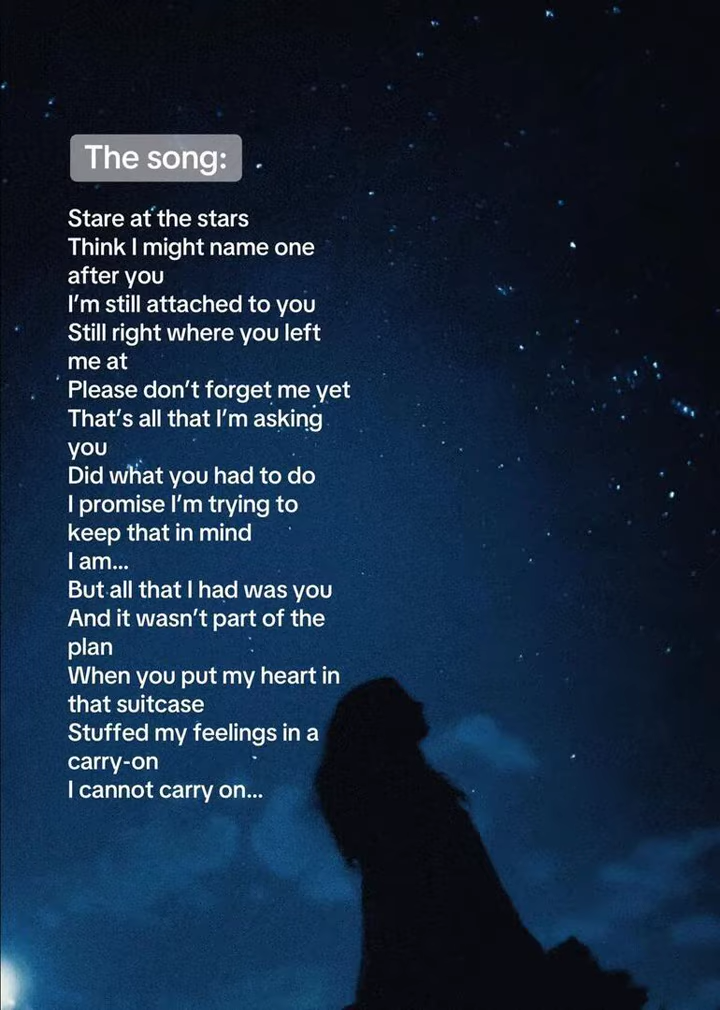 The song:
Stare at the stars
Think I might name one
after you
I'm still attached to you
Still right where you left
me at
Please don't forget me yet
That's all that I'm asking
you
Did what you had to do
I promise I'm trying to
keep that in mind
I am...
But all that I had was you
And it wasn't part of the
plan
When you put my heart in
that suitcase
Stuffed my feelings in a
carry-on
I cannot carry on...